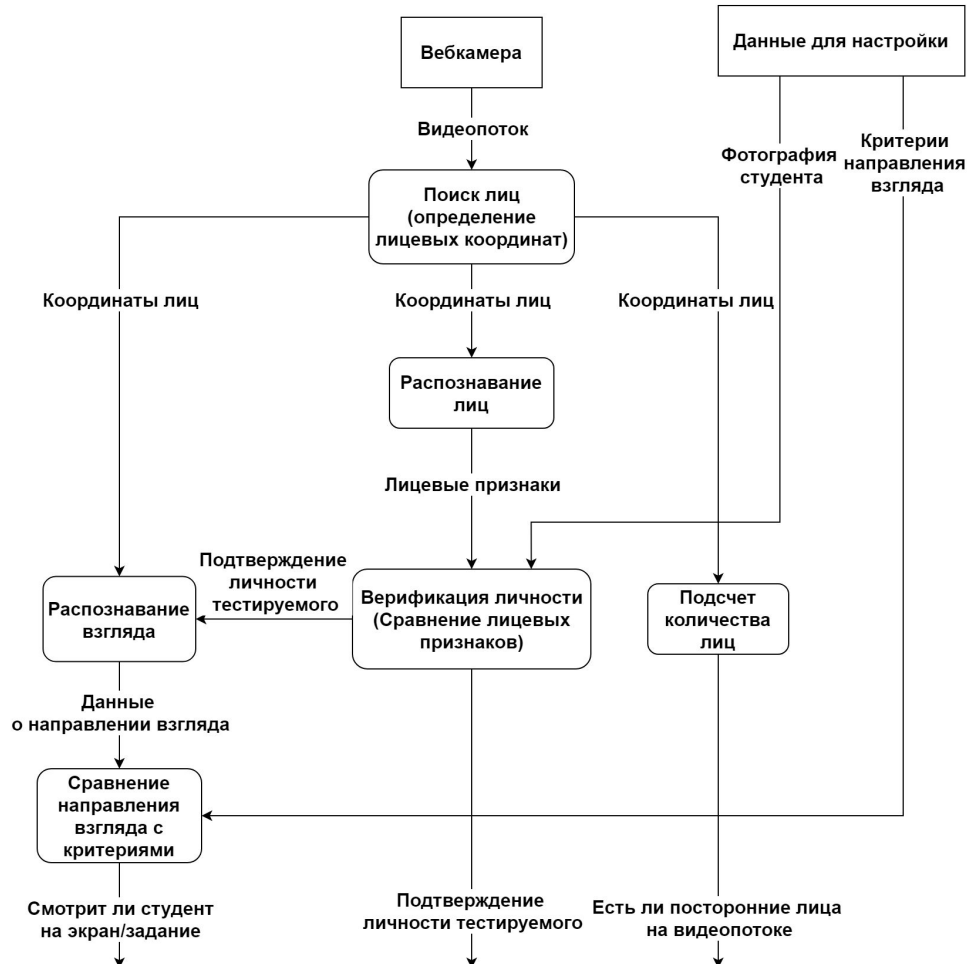 Вебкамера
Данные для настройки
Видеопоток
Фотография
студента
Критерии
направления
взгляда
Поиск лиц
(определение
лицевых координат)
Координаты лиц
Координаты лиц
Координаты лиц
Распознавание
лиц
Лицевые признаки
Подтверждение
личности
тестируемого
Распознавание
взгляда
Верификация личности
(Сравнение лицевых
признаков)
Подсчет
количества
лиц
Данные
о направлении взгляда
Сравнение
направления
взгляда с
критериями
Смотрит ли студент
на экран/задание
Подтверждение
личности тестируемого
Есть ли посторонние лица
на видеопотоке